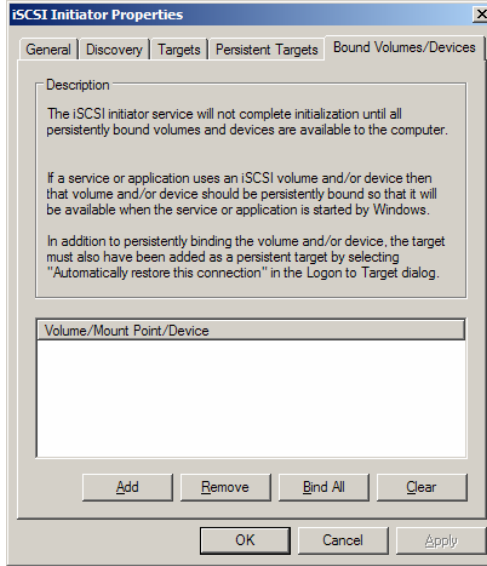 iSCSI Initiator Properties
General Discovery Targets Persistent Targets Bound Volumes/Devices
Description
The iSCSI initiator service will not complete initialization until all
persistently bound volumes and devices are available to the computer.
If a service or application uses an iSCSI volume and/or device then
that volume and/or device should be persistently bound so that it will
be available when the service or application is started by Windows.
In addition to persistently binding the volume and/or device, the target
must also have been added as a persistent target by selecting
"Automatically restore this connection" in the Logon to Target dialog.
Volume/Mount Point/Device
Add Remove Bind All Clear
OK Cancel Apply